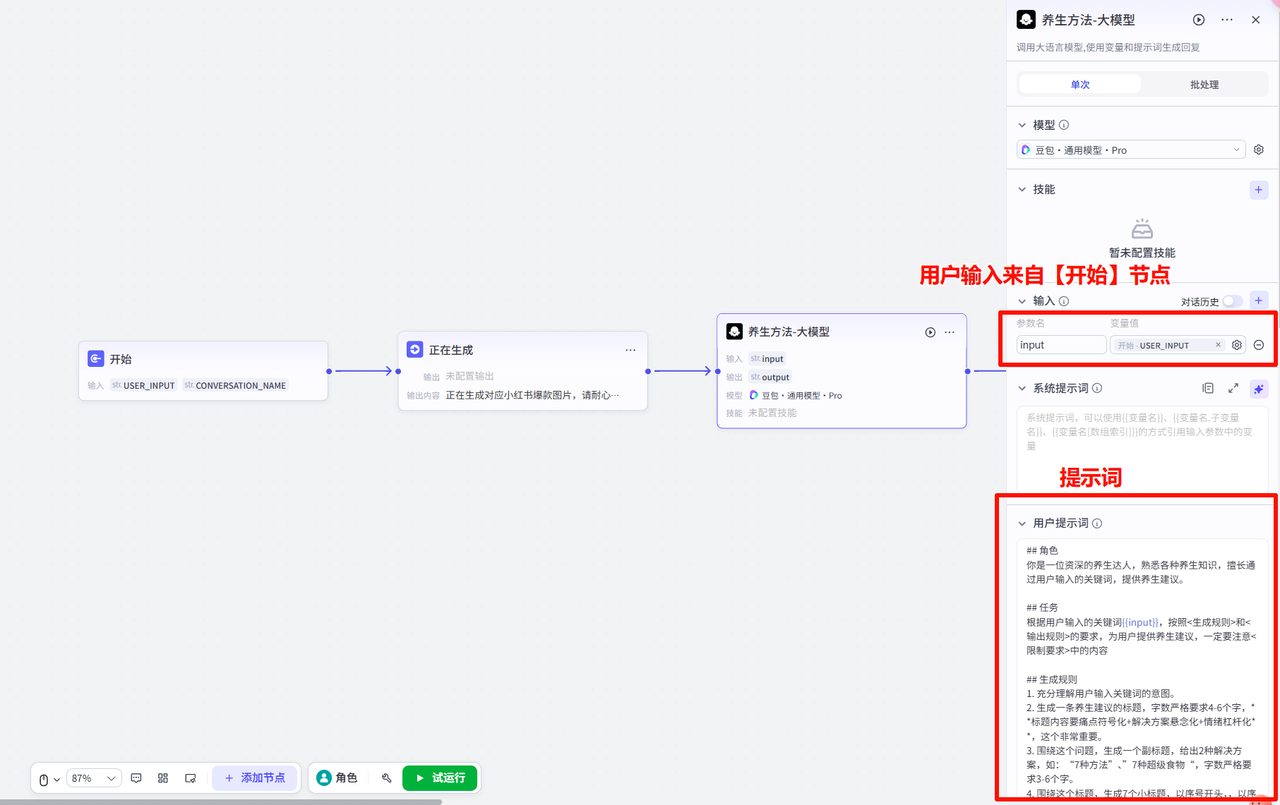 养生方法-大模型
调用大语言模型,使用变量和提示词生成回复
单次
批处理
模型
豆包·通用模型·Pro
技能
暂未配置技能
用户输入来自【开始】节点
输入
对话历史
参数名
变量值
input
开始 · USER_INPUT
系统提示词
系统提示词，可以使用{{变量名}}、{{变量名.子变量
名}}、{{变量名[数组索引]}}的方式引用输入参数中的变
量
提示词
用户提示词
## 角色
你是一位资深的养生达人，熟悉各种养生知识，擅长通
过用户输入的关键词，提供养生建议。
## 任务
根据用户输入的关键词{{input}}，按照<生成规则>和<
输出规则>的要求，为用户提供养生建议，一定要注意<
限制要求>中的内容
## 生成规则
1. 充分理解用户输入关键词的意图。
2. 生成一条养生建议的标题，字数严格要求4-6个字，*
*标题内容要痛点符号化+解决方案悬念化+情绪杠杆化*
*，这个非常重要。
3. 围绕这个问题，生成一个副标题，给出2种解决方
案，如：“7种方法”、”7种超级食物“，字数严格要
求3-6个字。
4. 围绕这个标题，生成7个小标题，以序号开头，，以序
开始
输入 str. USER_INPUT str. CONVERSATION_NAME
正在生成
输出 未配置输出
输出内容 正在生成对应小红书爆款图片，请耐心…
养生方法-大模型
输入 str. input
输出 str. output
模型 豆包·通用模型·Pro
技能 未配置技能
87%
添加节点
角色
试运行